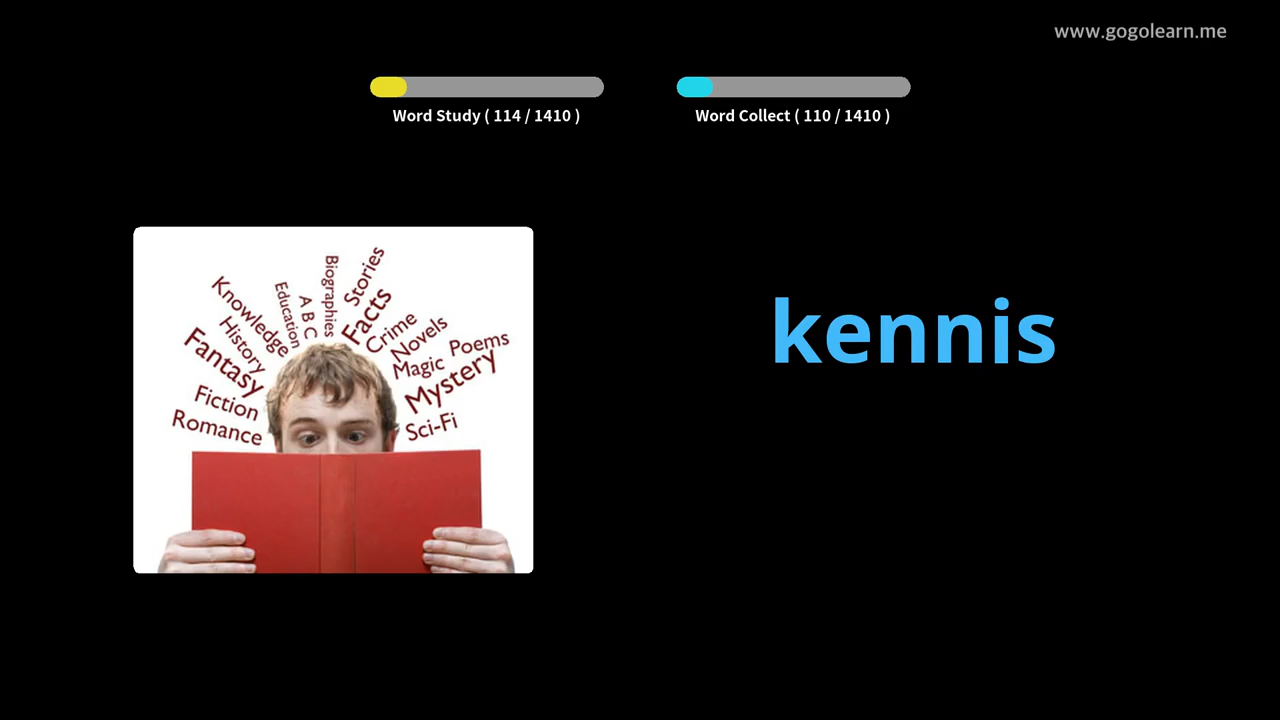 www.gogolearn.me
Word Study ( 114 / 1410 )
Word Collect ( 110 / 1410 )
kennis
Romance
Fiction
Fantasy
History
Knowledge
Education
A B C
Biographies
Stories
Facts
Crime
Novels
Magic
Poems
Mystery
Sci-Fi